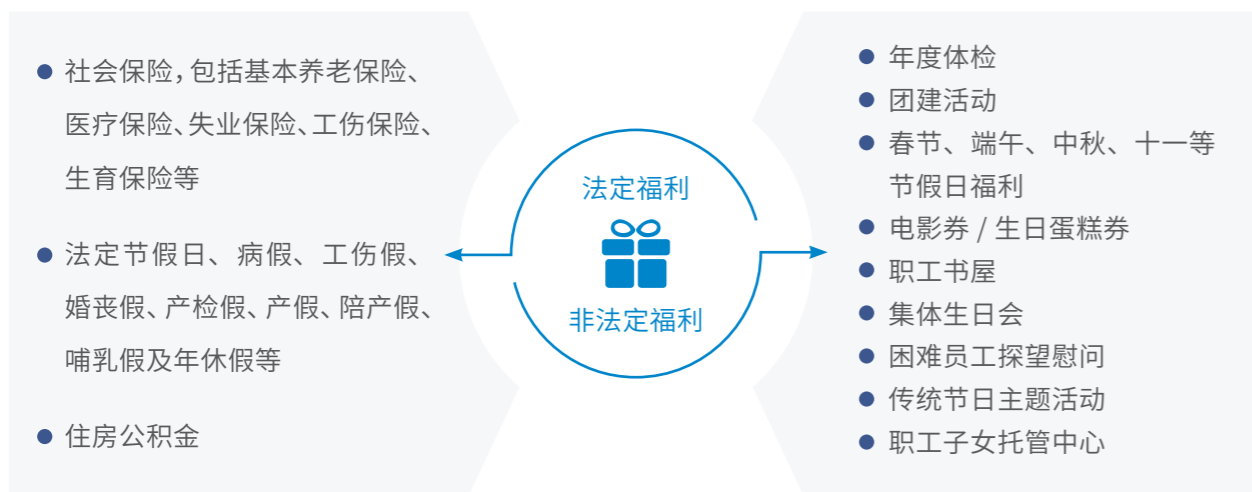 社会保险，包括基本养老保险、
医疗保险、失业保险、工伤保险、
生育保险等
法定节假日、病假、工伤假、
婚丧假、产检假、产假、陪产假、
哺乳假及年休假等
住房公积金
法定福利
非法定福利
年度体检
团建活动
春节、端午、中秋、十一等
节假日福利
电影券 / 生日蛋糕券
职工书屋
集体生日会
困难员工探望慰问
传统节日主题活动
职工子女托管中心